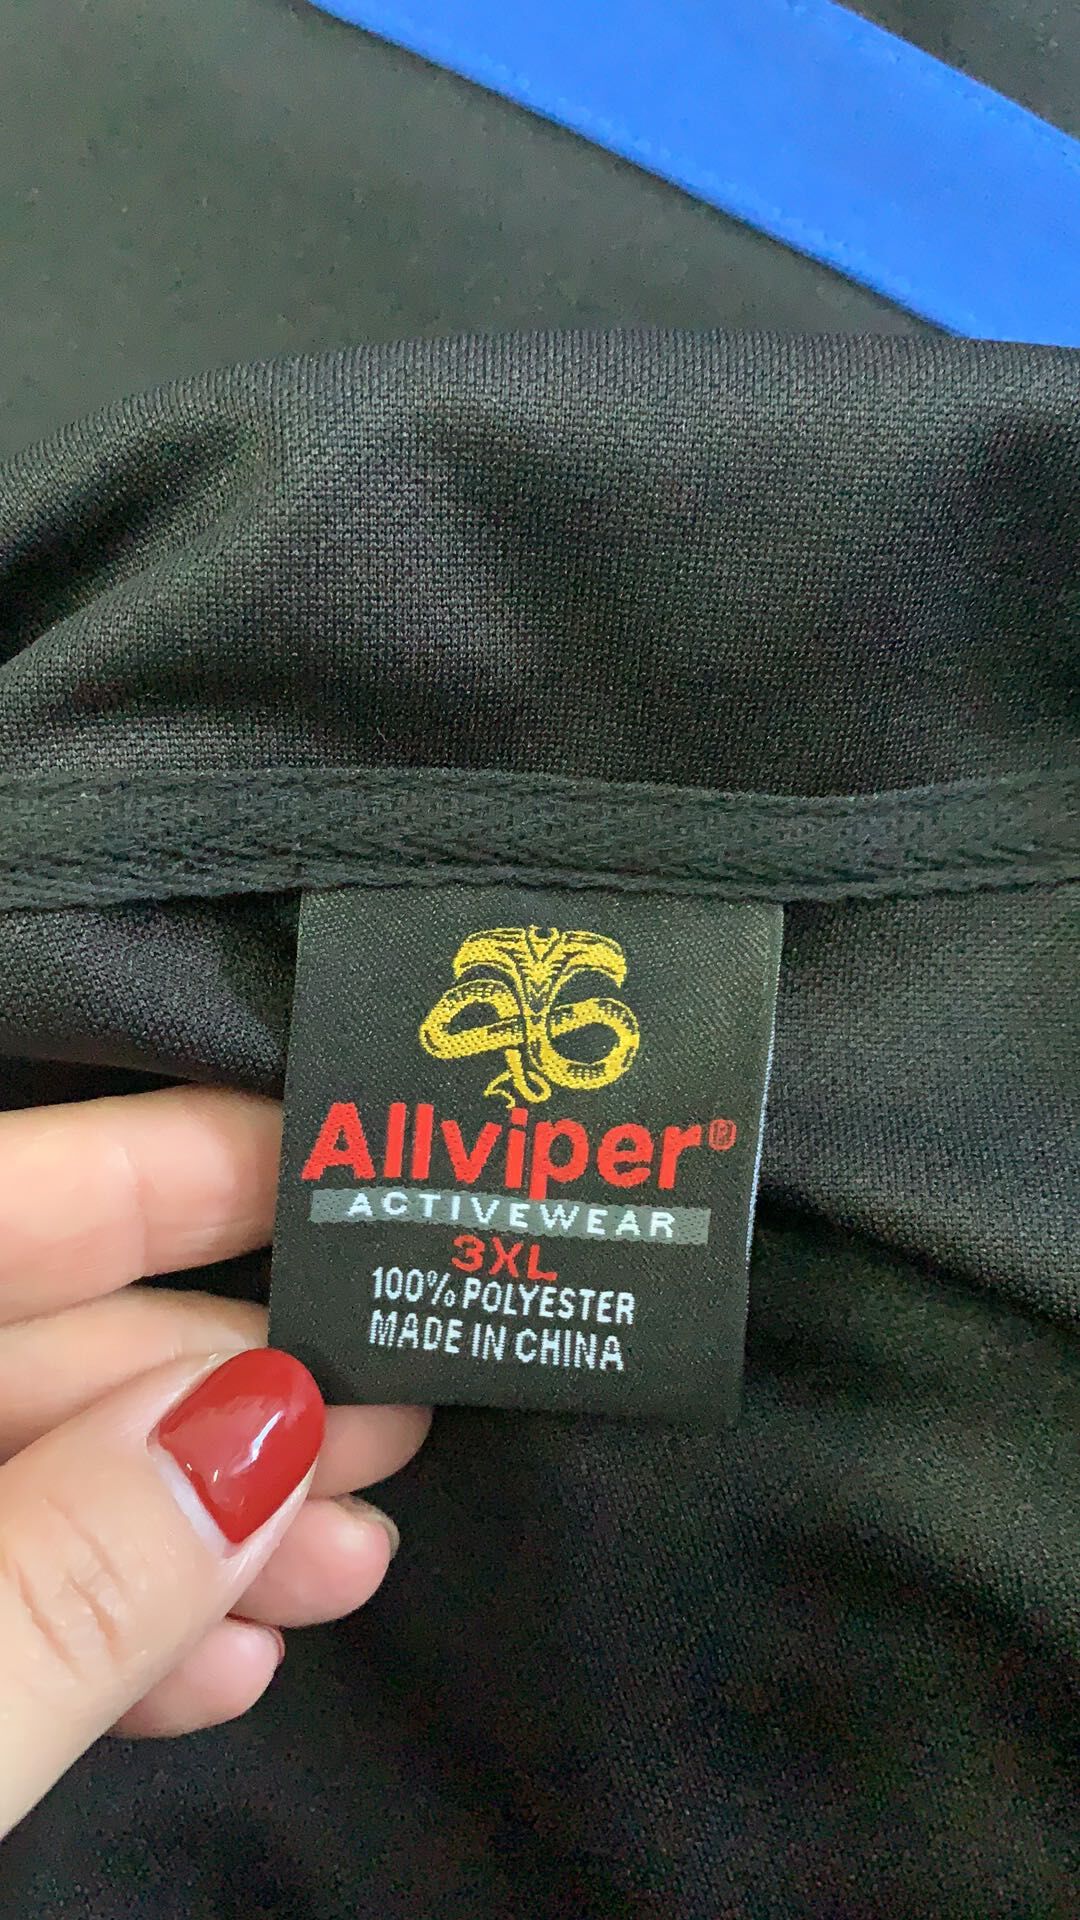 Allviper®
ACTIVEWEAR
3XL
100% POLYESTER
MADE IN CHINA